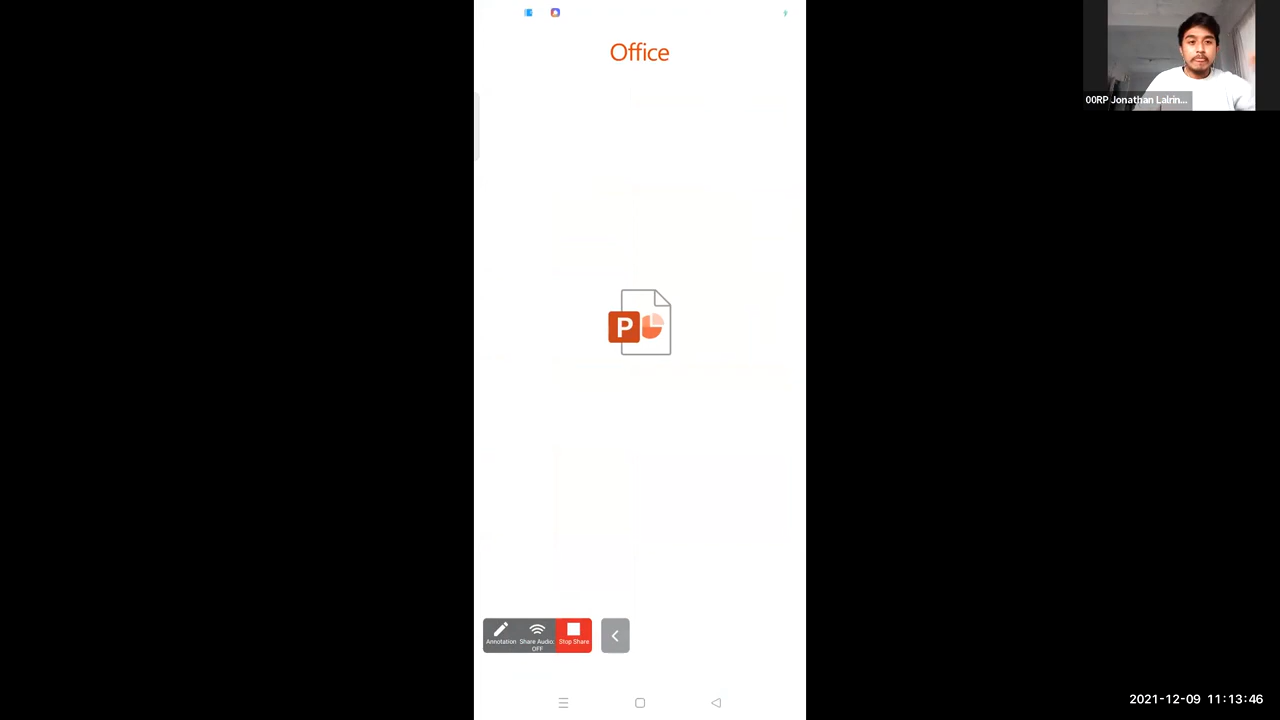 Office
00RP Jonathan Lalrin...
P
Annotation
Share Audio: OFF
Stop Share
2021-12-09 11:13:46